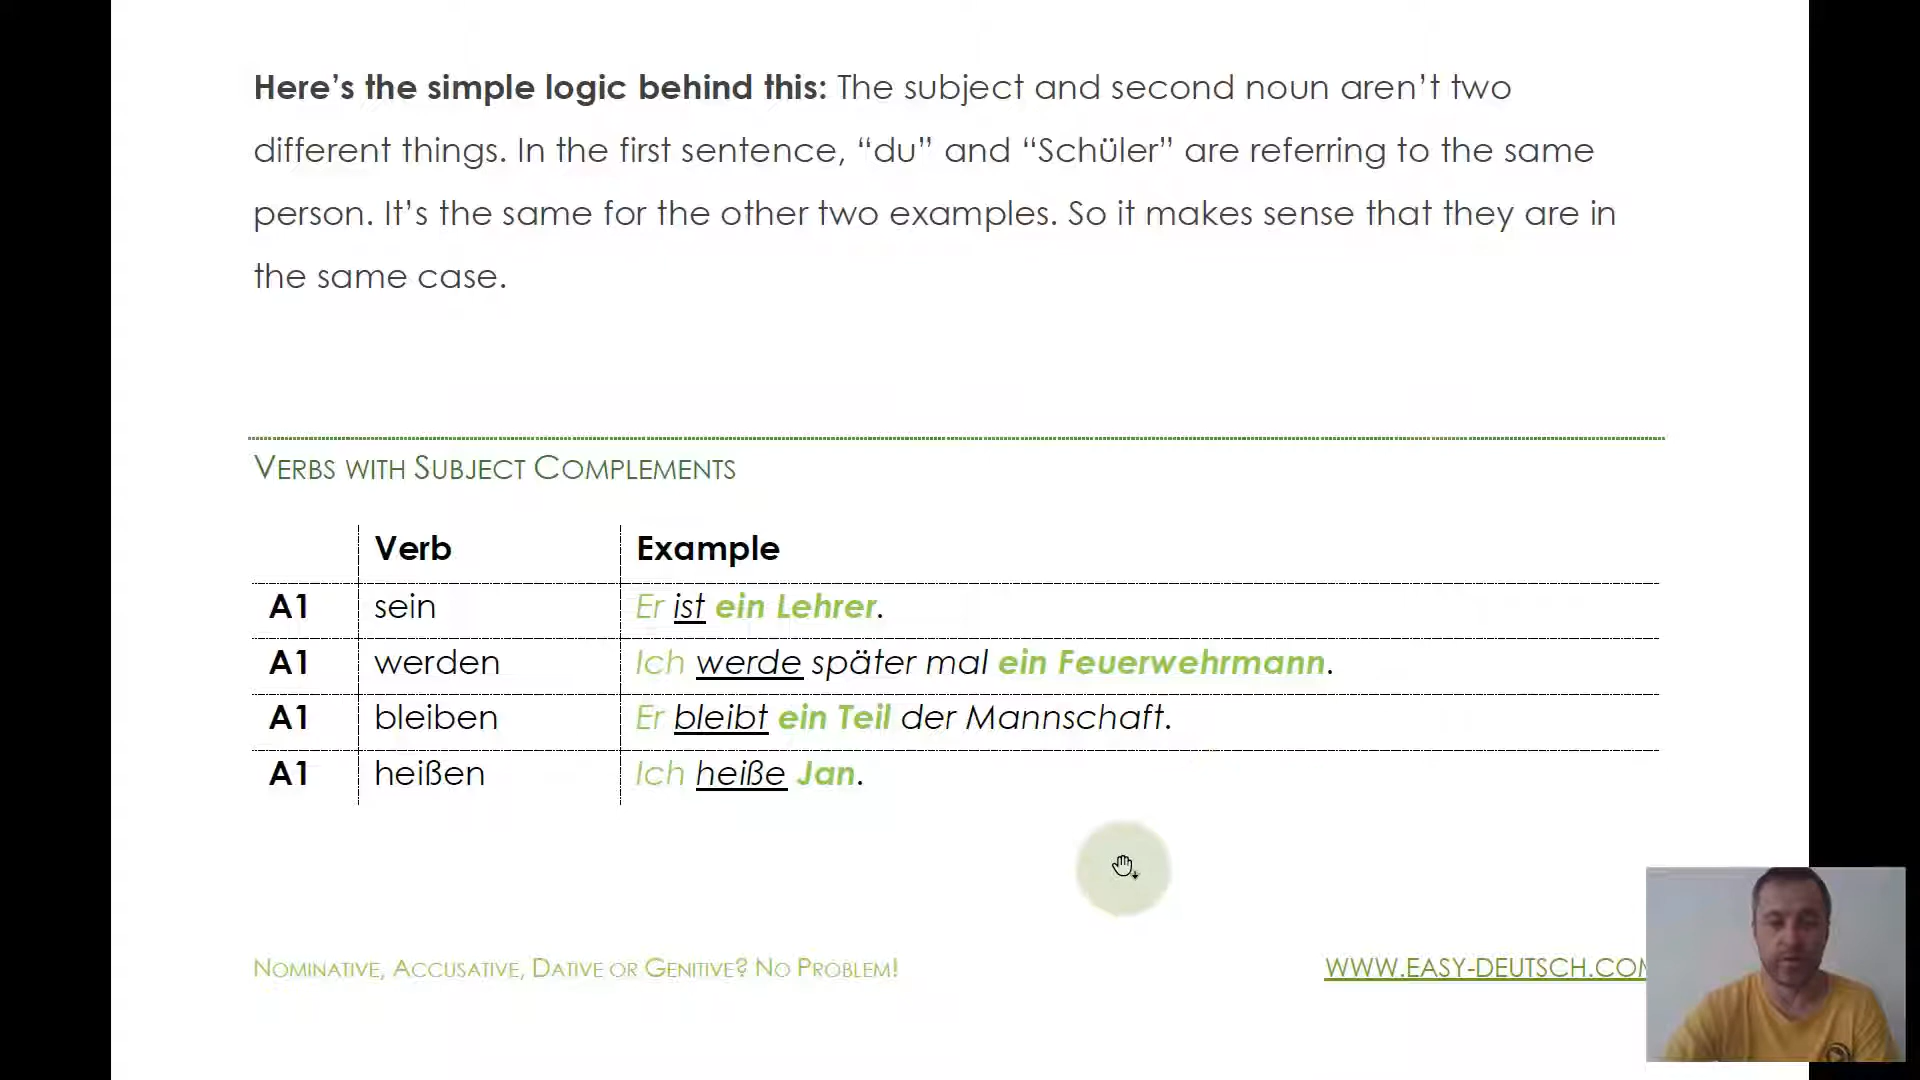 Here’s the simple logic behind this: The subject and second noun aren’t two
different things. In the first sentence, “du” and “Schüler” are referring to the same
person. It’s the same for the other two examples. So it makes sense that they are in
the same case.
VERBS WITH SUBJECT COMPLEMENTS
Verb Example
A1 sein Er ist ein Lehrer.
A1 werden Ich werde später mal ein Feuerwehrmann.
A1 bleiben Er bleibt ein Teil der Mannschaft.
A1 heißen Ich heiße Jan.
NOMINATIVE, ACCUSATIVE, DATIVE OR GENITIVE? NO PROBLEM! WWW.EASY-DEUTSCH.COM